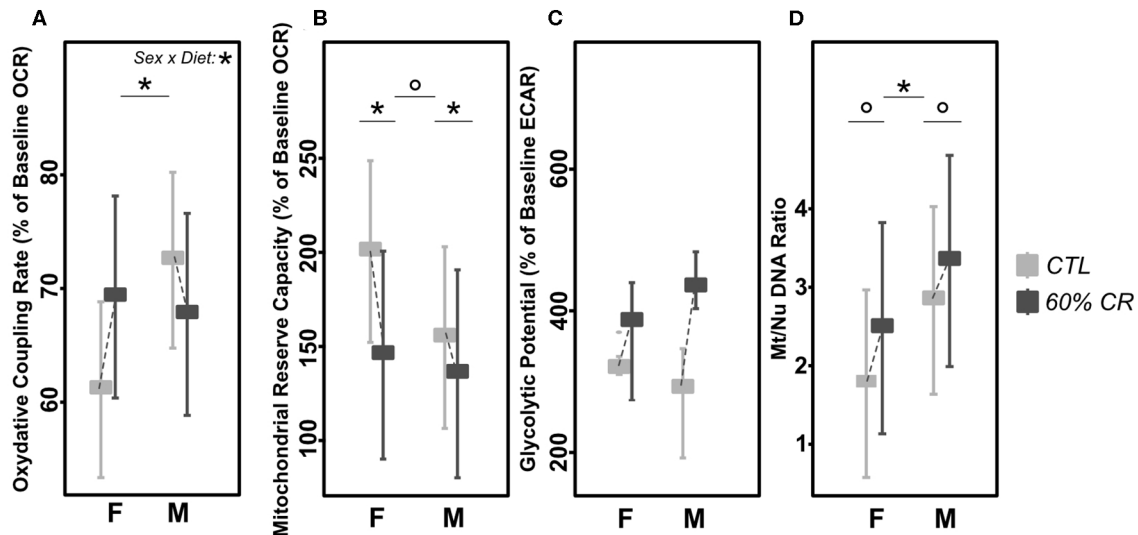 A
B
C
D
Oxydative Coupling Rate (% of Baseline OCR)
60 70 80
Sex x Diet: *
*
F M
Mitochondrial Reserve Capacity (% of Baseline OCR)
100 150 200 250
* ° *
F M
Glycolytic Potential (% of Baseline ECAR)
200 400 600
F M
Mt/Nu DNA Ratio
1 2 3 4
° * °
F M
CTL
60% CR